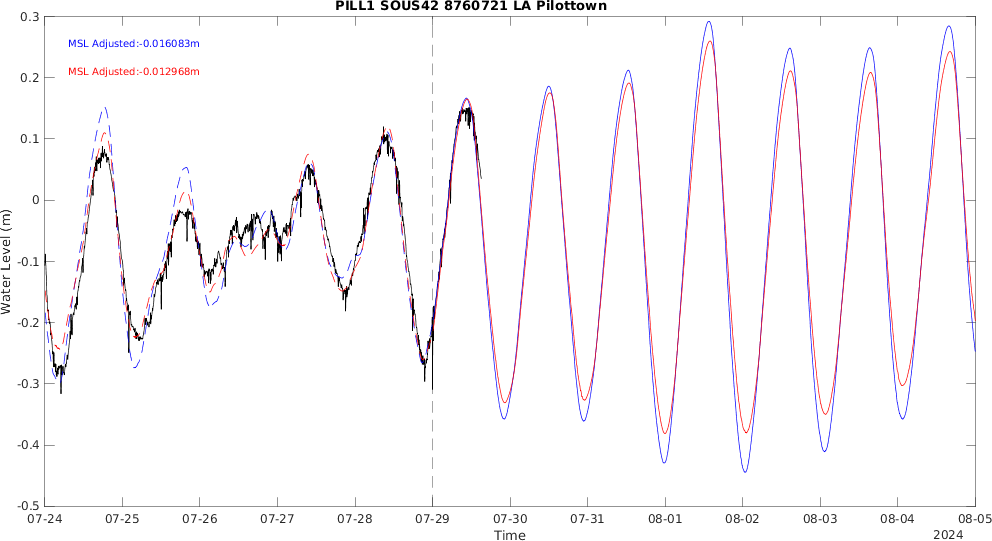 PILL1 SOUS42 8760721 LA Pilottown
MSL Adjusted:-0.016083m
MSL Adjusted:-0.012968m
Water Level (m)
0.3
0.2
0.1
0
-0.1
-0.2
-0.3
-0.4
-0.5
07-24 07-25 07-26 07-27 07-28 07-29 07-30 07-31 08-01 08-02 08-03 08-04 08-05
Time
2024